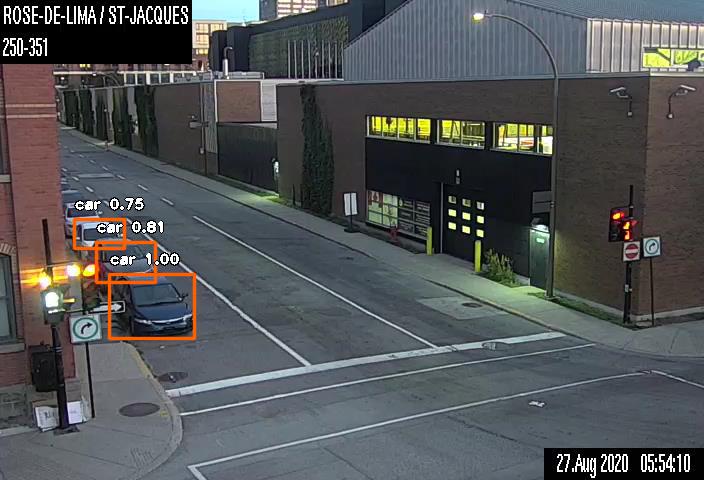 ROSE-DE-LIMA / ST-JACQUES
250-351
car 0.75
car 0.81
car 1.00
27.Aug 2020 05:54:10